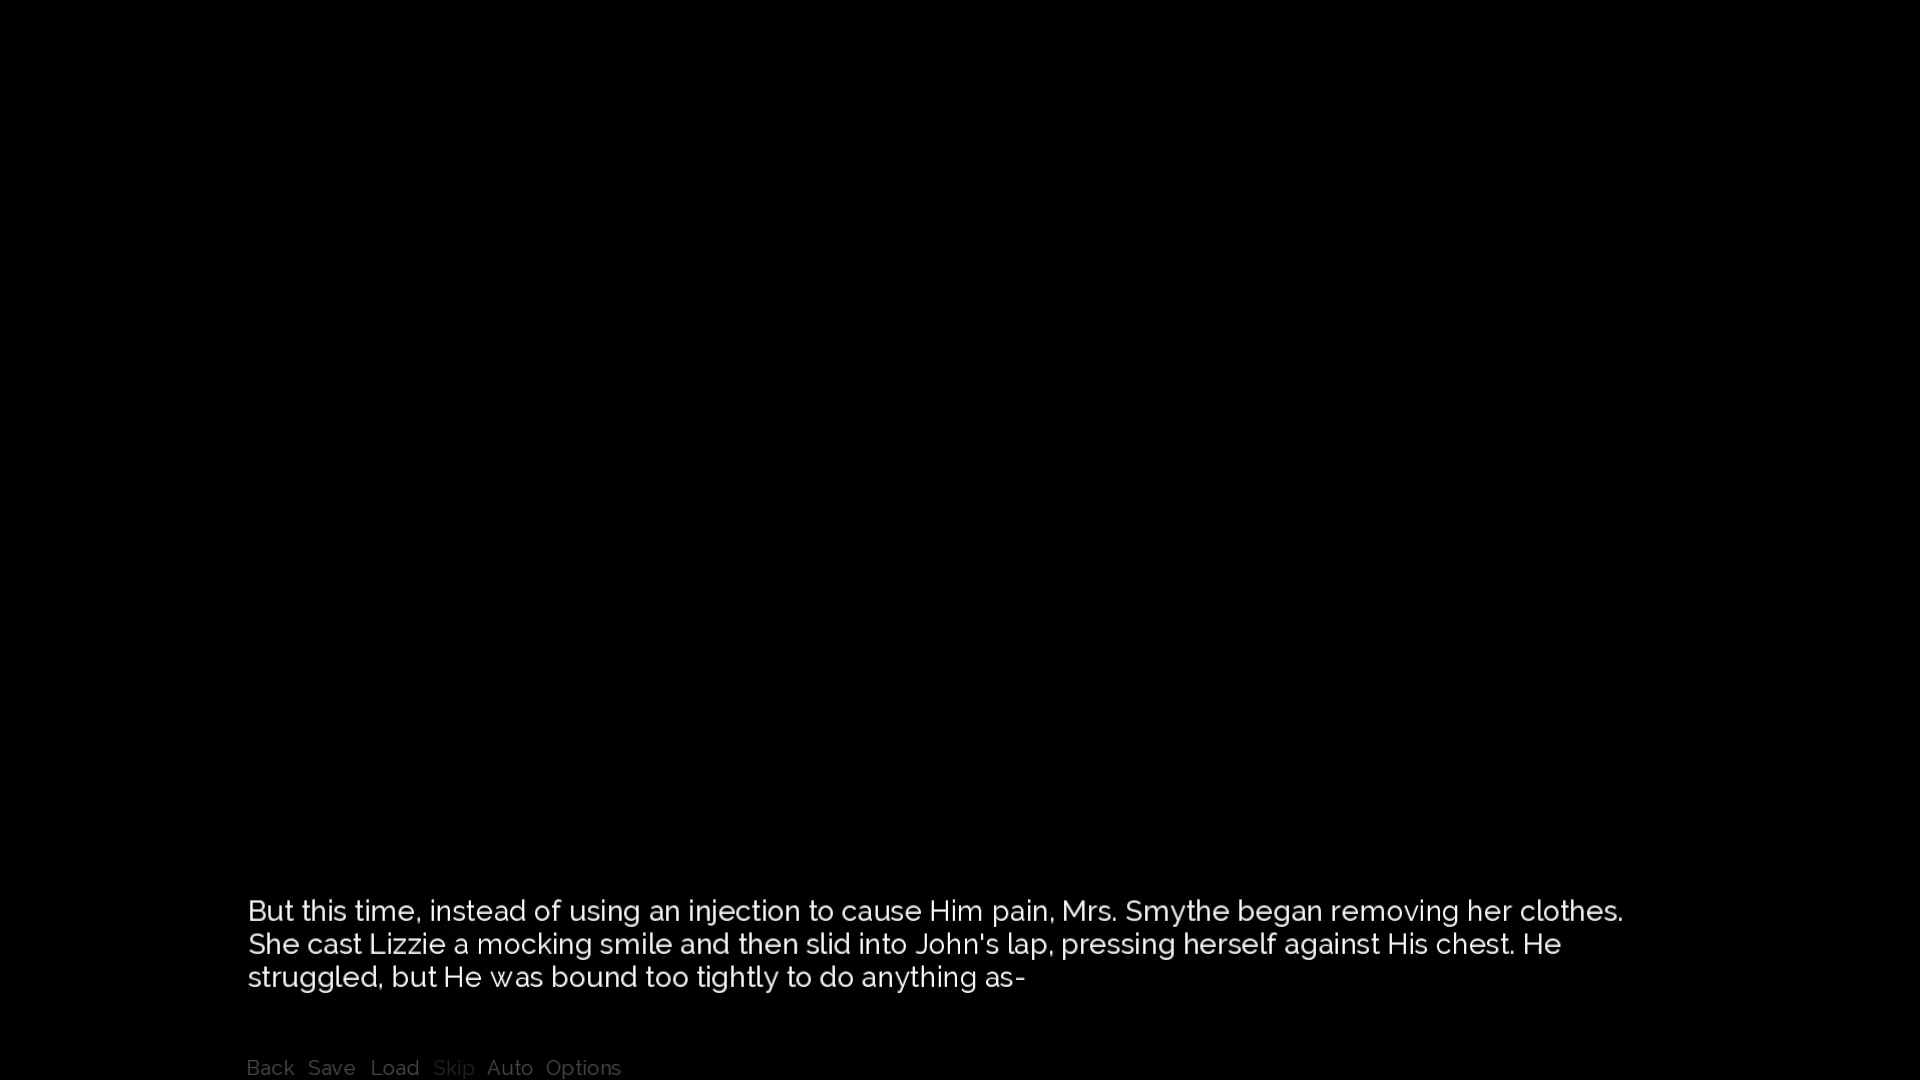 But this time, instead of using an injection to cause Him pain, Mrs. Smythe began removing her clothes.
She cast Lizzie a mocking smile and then slid into John's lap, pressing herself against His chest. He
struggled, but He was bound too tightly to do anything as-
Back Save Load Skip Auto Options